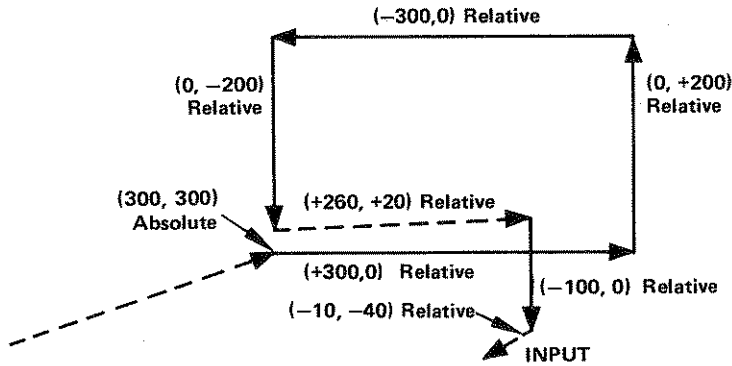 (−300,0) Relative
(0, −200)
Relative
(0, +200)
Relative
(300, 300)
Absolute
(+260, +20) Relative
(+300,0) Relative
(−100, 0) Relative
(−10, −40) Relative
INPUT